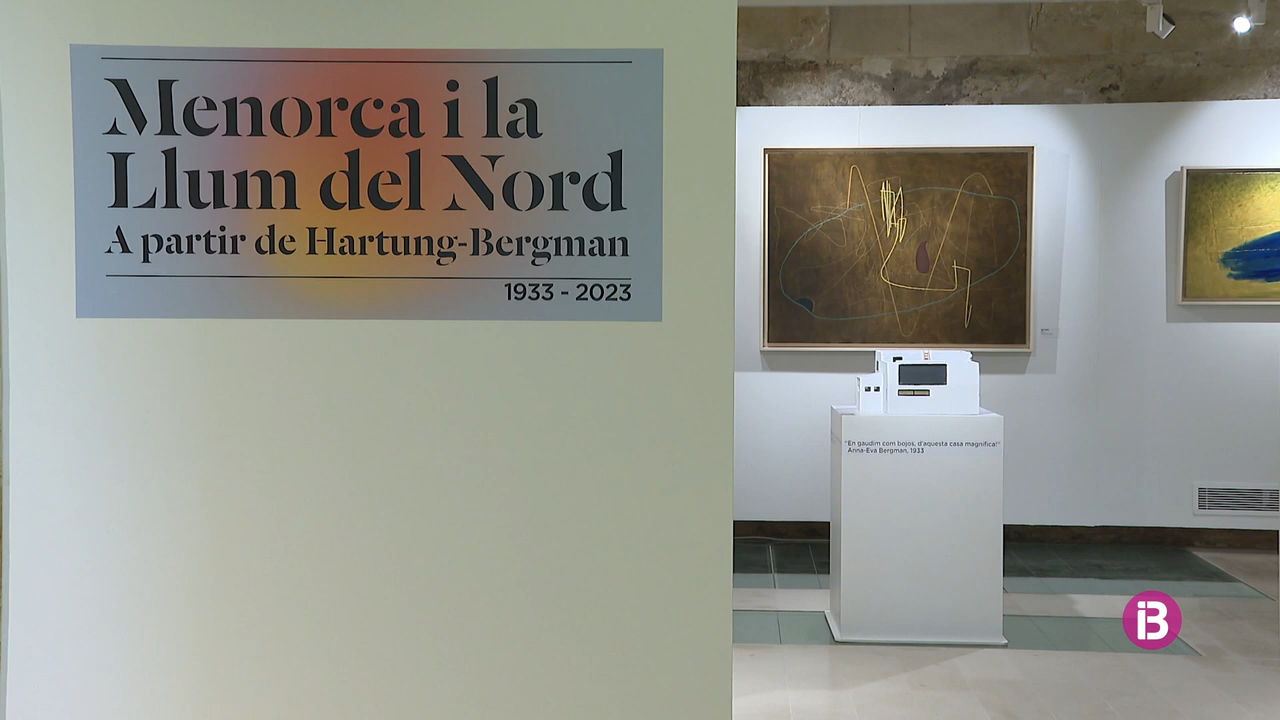 Menorca i la
Llum del Nord
A partir de Hartung-Bergman
1933 - 2023
"En gaudim com bojos, d'aquesta casa magnífica!"
Anna-Eva Bergman, 1933
iB